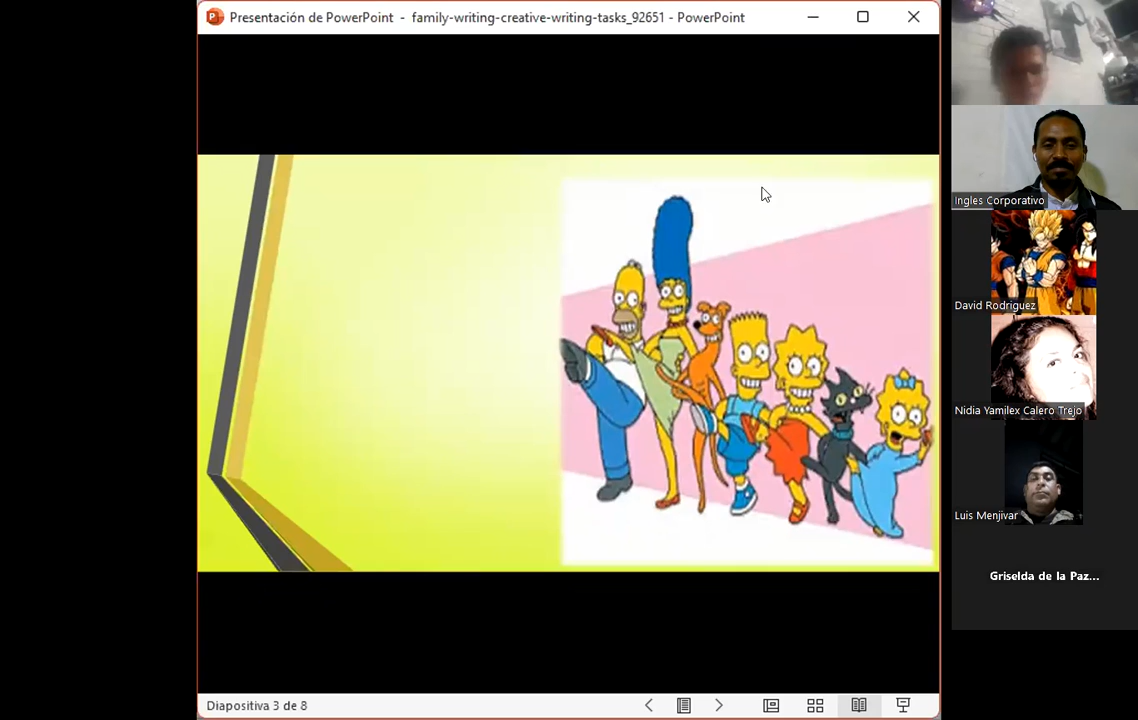 Presentación de PowerPoint - family-writing-creative-writing-tasks_92651 - PowerPoint
Ingles Corporativo
David Rodriguez
Nidia Yamilex Calero Trejo
Luis Menjivar
Griselda de la Paz...
Diapositiva 3 de 8